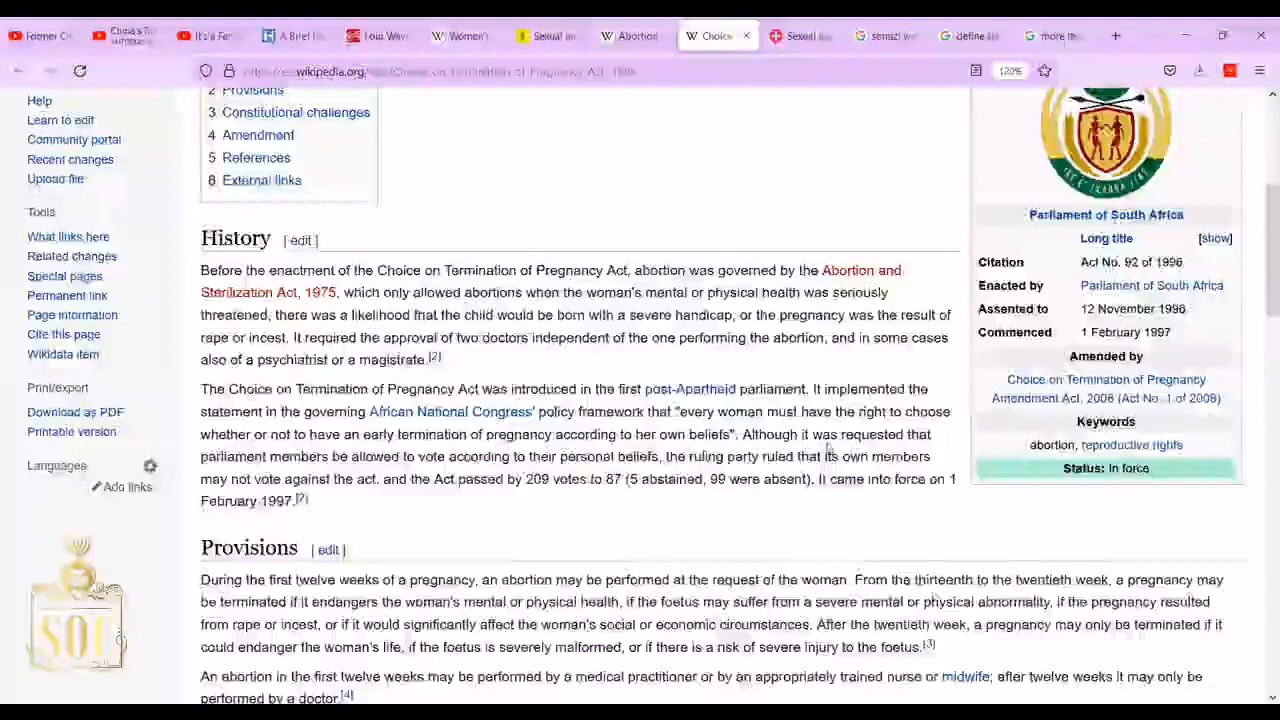 Former C
China's T
It's a Fa
A Brief
Women'
Sexual
Abortion
Choice
Sexual
define
more
wikipedia.org
120%
Help
Learn to edit
Community portal
Recent changes
Upload file
Tools
What links here
Related changes
Special pages
Permanent link
Page information
Cite this page
Wikidata item
Print/export
Download as PDF
Printable version
Languages
Add links
SOC
2 Provisions
3 Constitutional challenges
4 Amendment
5 References
6 External links
History [ edit ]
Before the enactment of the Choice on Termination of Pregnancy Act, abortion was governed by the Abortion and
Sterilization Act, 1975, which only allowed abortions when the woman's mental or physical health was seriously
threatened, there was a likelihood that the child would be born with a severe handicap, or the pregnancy was the result of
rape or incest. It required the approval of two doctors independent of the one performing the abortion, and in some cases
also of a psychiatrist or a magistrate.[2]
The Choice on Termination of Pregnancy Act was introduced in the first post-Apartheid parliament. It implemented the
statement in the governing African National Congress' policy framework that "every woman must have the right to choose
whether or not to have an early termination of pregnancy according to her own beliefs". Although it was requested that
parliament members be allowed to vote according to their personal beliefs, the ruling party ruled that its own members
may not vote against the act. and the Act passed by 209 votes to 87 (5 abstained, 99 were absent). It came into force on 1
February 1997.[2]
Provisions [ edit ]
During the first twelve weeks of a pregnancy, an abortion may be performed at the request of the woman. From the thirteenth to the twentieth week, a pregnancy may
be terminated if it endangers the woman's mental or physical health, if the foetus may suffer from a severe mental or physical abnormality, if the pregnancy resulted
from rape or incest, or if it would significantly affect the woman's social or economic circumstances. After the twentieth week, a pregnancy may only be terminated if it
could endanger the woman's life, if the foetus is severely malformed, or if there is a risk of severe injury to the foetus.[3]
An abortion in the first twelve weeks may be performed by a medical practitioner or by an appropriately trained nurse or midwife; after twelve weeks it may only be
performed by a doctor.[4]
Parliament of South Africa
Long title [show]
Citation Act No. 92 of 1996
Enacted by Parliament of South Africa
Assented to 12 November 1996
Commenced 1 February 1997
Amended by
Choice on Termination of Pregnancy
Amendment Act, 2008 (Act No. 1 of 2008)
Keywords
abortion, reproductive rights
Status: In force